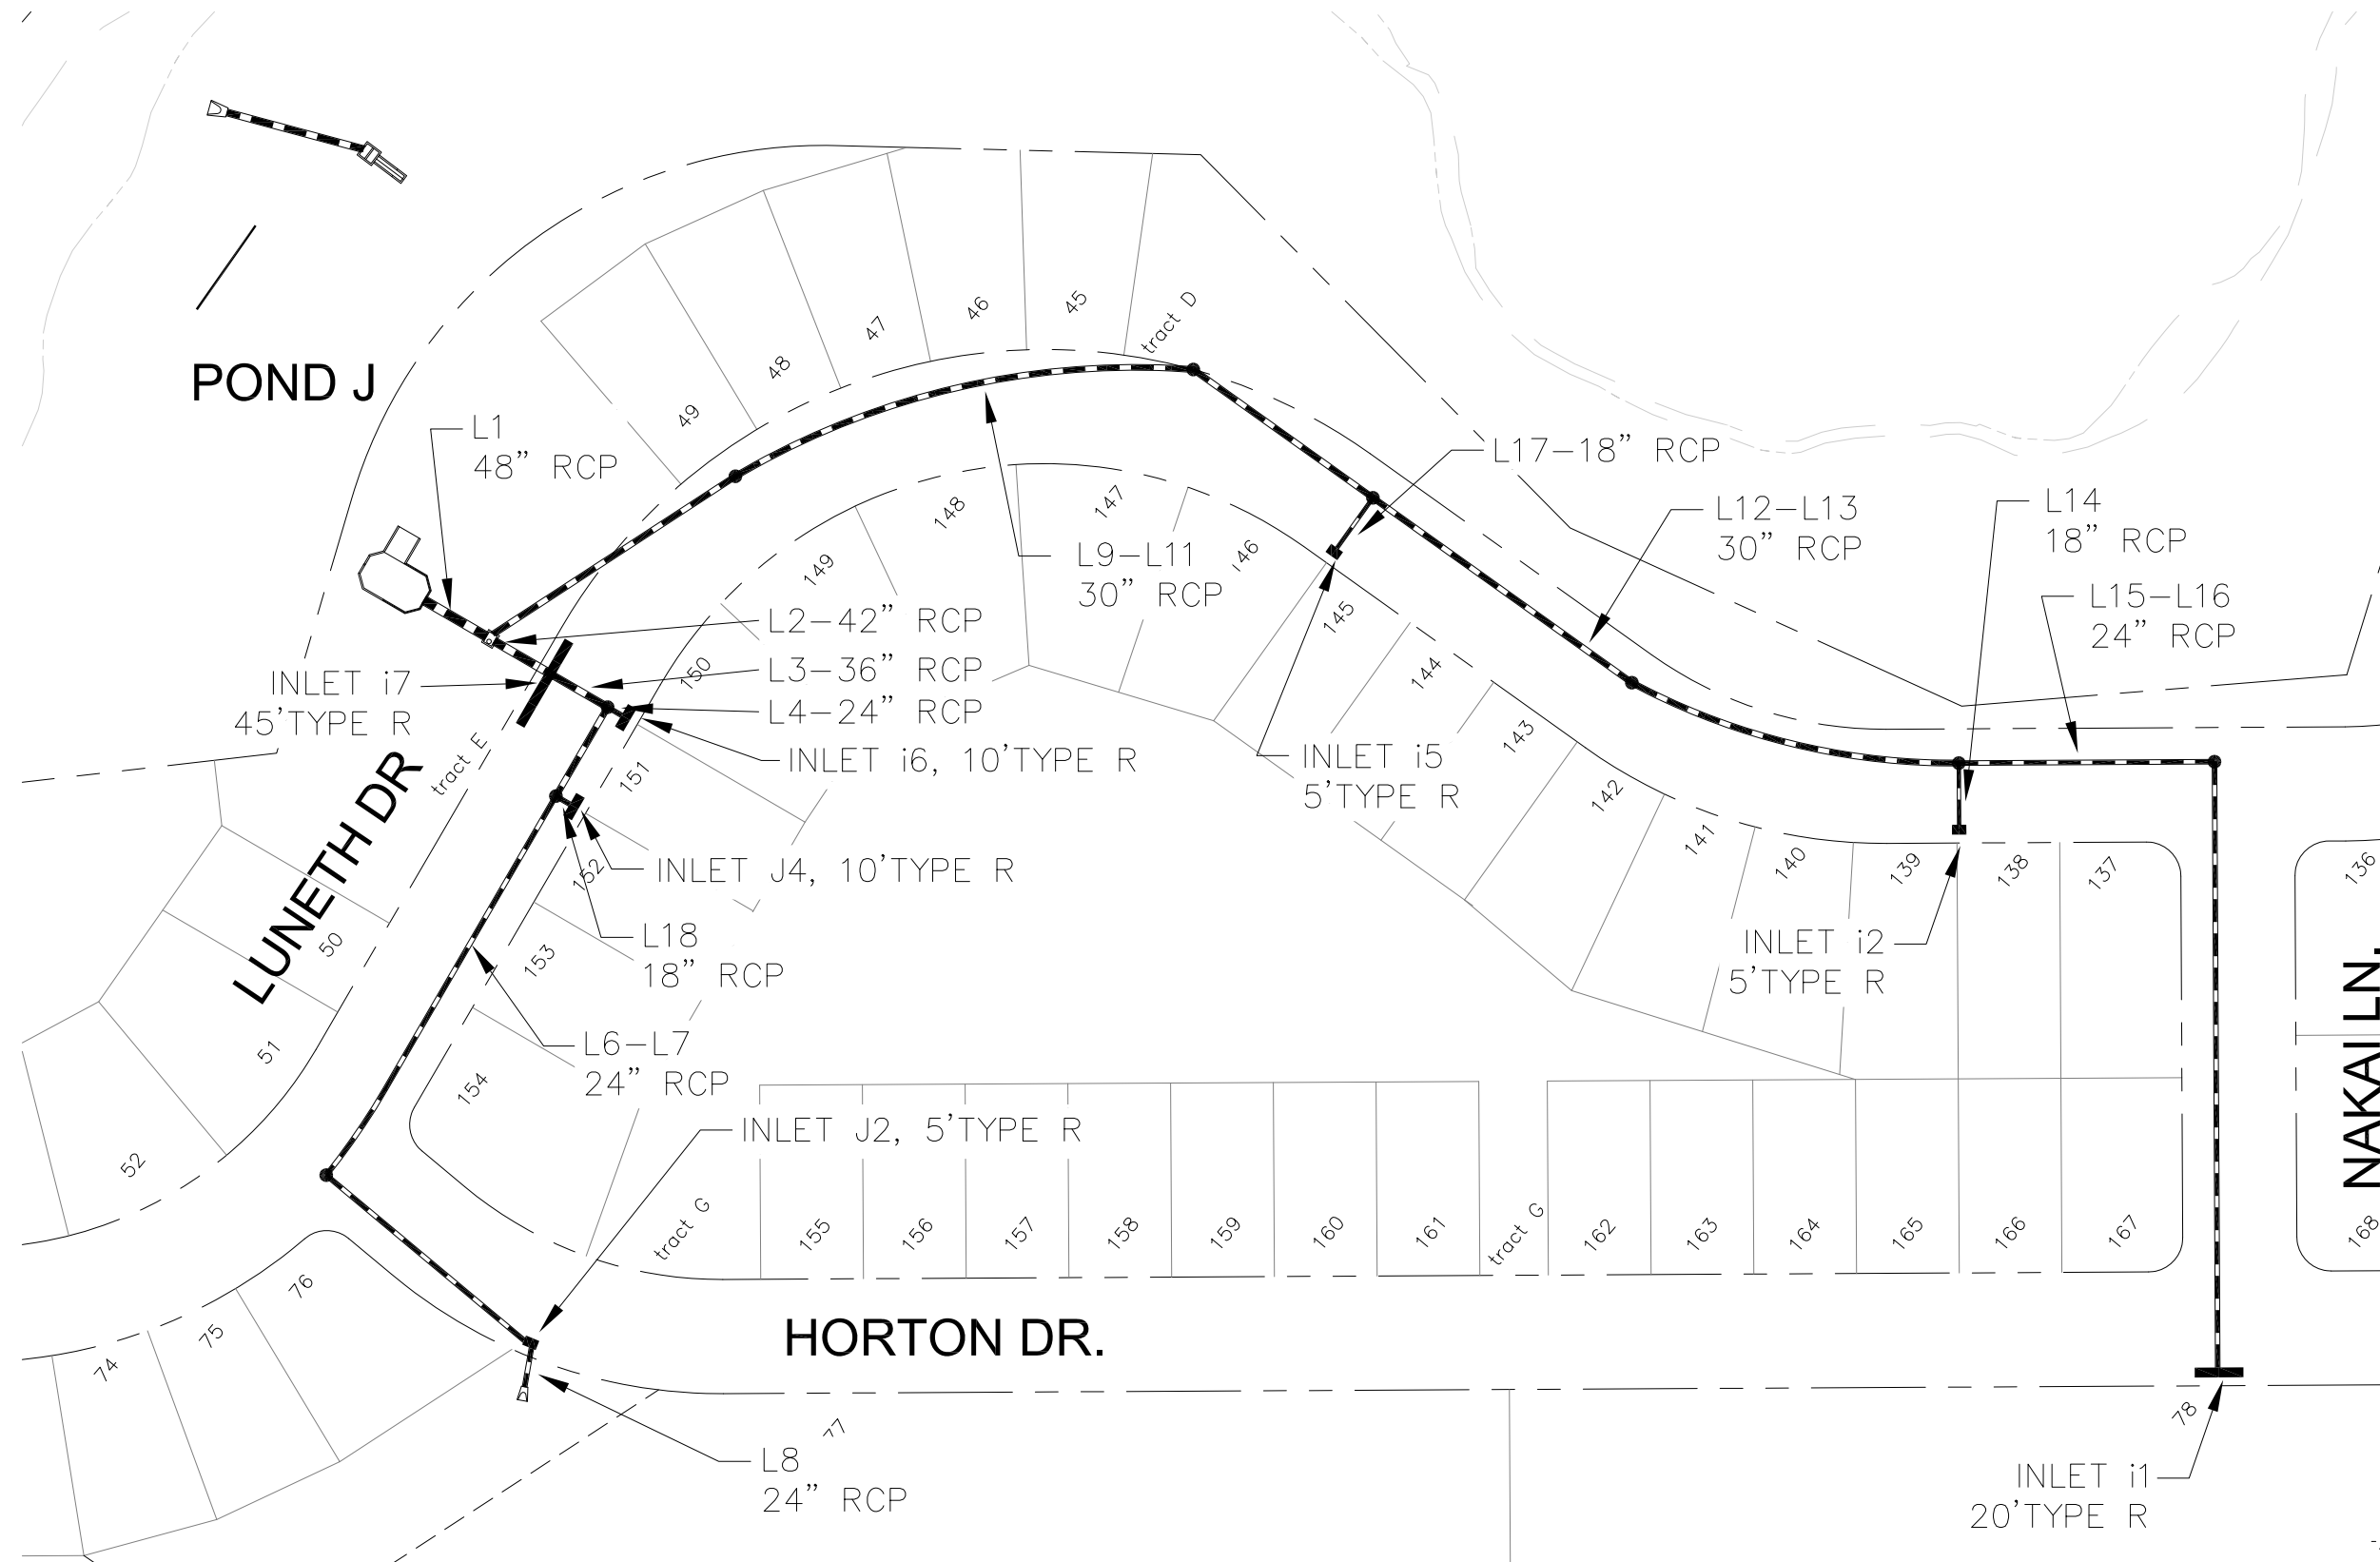 POND J
L1
48” RCP
49
48
47
46
45
tract D
L17–18” RCP
L12–L13
30” RCP
L14
18” RCP
L15–L16
24” RCP
148
147
146
149
L9–L11
30” RCP
145
144
143
142
141
140
139
138
137
136
L2–42” RCP
L3–36” RCP
L4–24” RCP
150
INLET i7
45’TYPE R
INLET i6, 10’TYPE R
INLET i5
5’TYPE R
tract E
LUNETH DR
151
152
INLET J4, 10’TYPE R
INLET i2
5’TYPE R
L18
18” RCP
153
50
51
52
L6–L7
24” RCP
154
NAKAI LN.
INLET J2, 5’TYPE R
tract G
155
156
157
158
159
160
161
tract G
162
163
164
165
166
167
168
76
75
74
HORTON DR.
77
78
L8
24” RCP
INLET i1
20’TYPE R